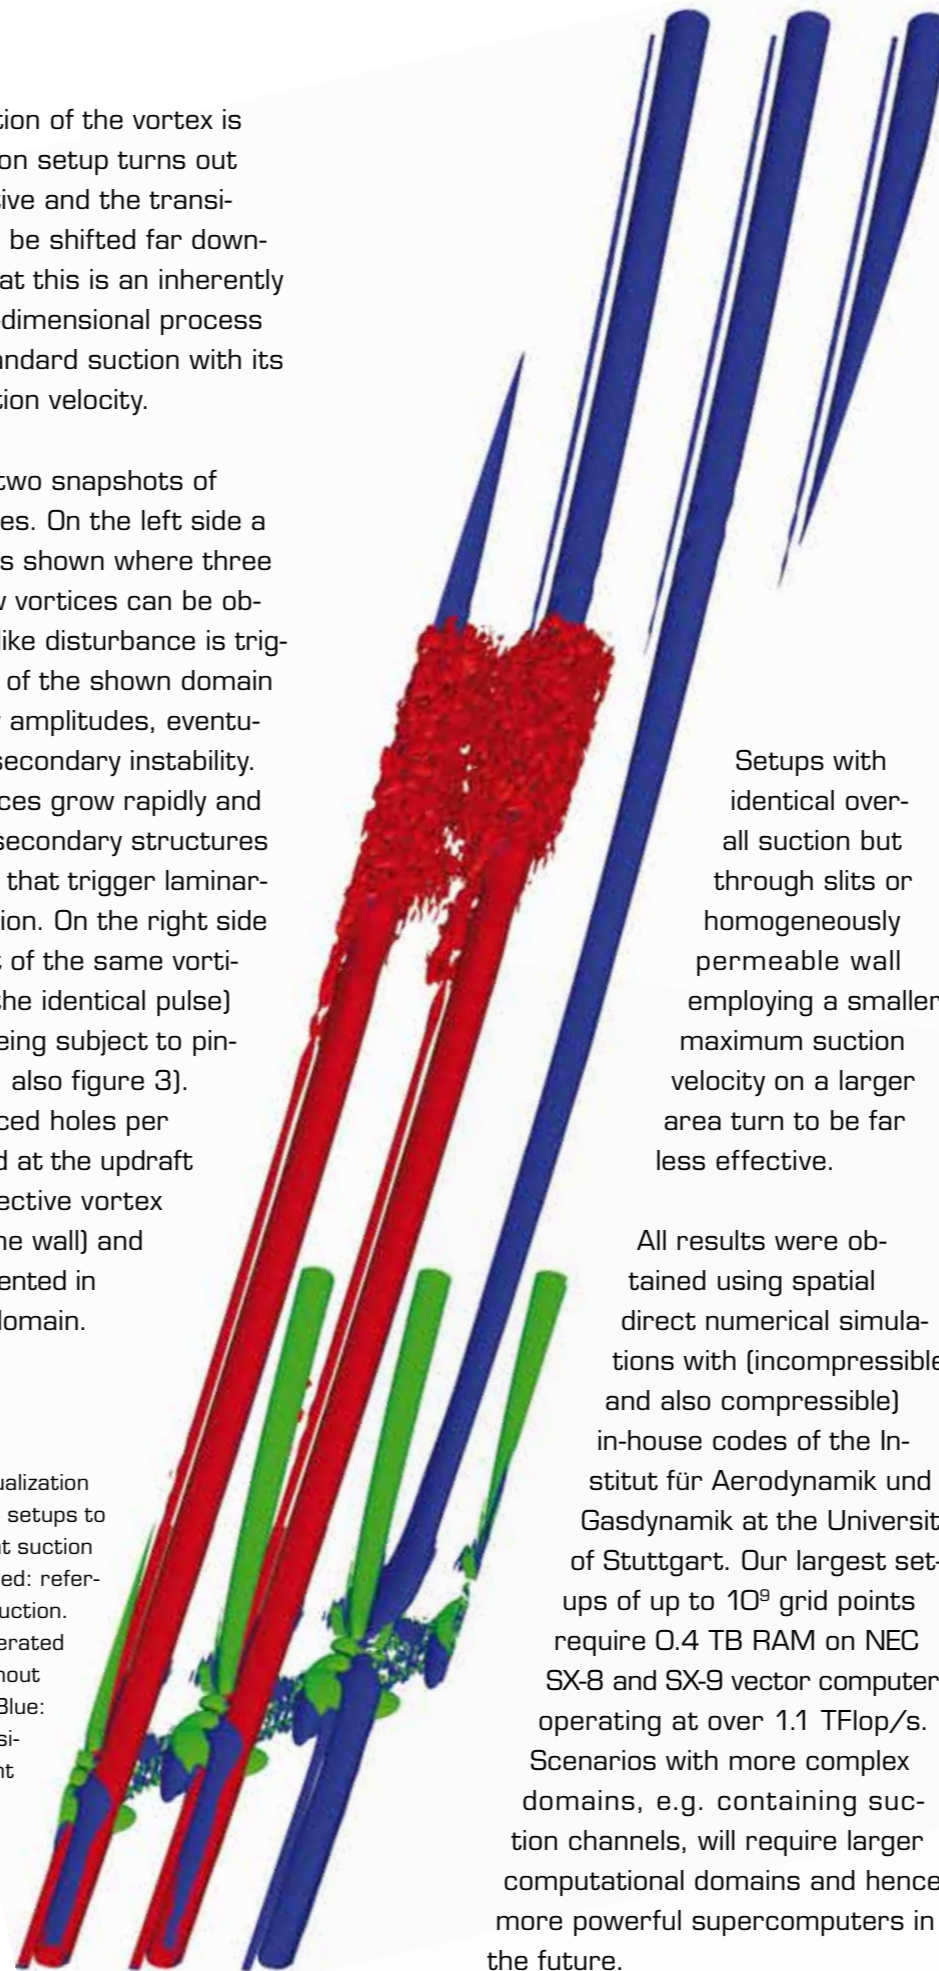 tion of the vortex is
on setup turns out
tive and the transi-
be shifted far down-
at this is an inherently
dimensional process
andard suction with its
tion velocity.
two snapshots of
es. On the left side a
s shown where three
w vortices can be ob-
like disturbance is trig-
of the shown domain
amplitudes, eventu-
secondary instability.
ces grow rapidly and
secondary structures
that trigger laminar-
tion. On the right side
t of the same vorti-
the identical pulse)
eing subject to pin-
also figure 3).
ced holes per
d at the updraft
ective vortex
ne wall) and
ented in
domain.
ualization
setups to
nt suction
ed: refer-
uction.
erated
hout
Blue:
si-
nt
Setups with
identical over-
all suction but
through slits or
homogeneously
permeable wall
employing a smaller
maximum suction
velocity on a larger
area turn to be far
less effective.
All results were ob-
tained using spatial
direct numerical simula-
tions with (incompressible
and also compressible)
in-house codes of the In-
stitut für Aerodynamik und
Gasdynamik at the Universit
of Stuttgart. Our largest set-
ups of up to 10⁹ grid points
require 0.4 TB RAM on NEC
SX-8 and SX-9 vector computer
operating at over 1.1 TFlop/s.
Scenarios with more complex
domains, e.g. containing suc-
tion channels, will require larger
computational domains and hence
more powerful supercomputers in
the future.